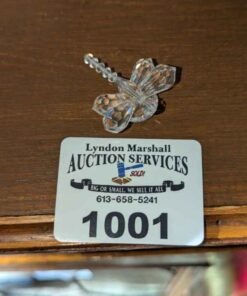 Lyndon Marshall
AUCTION SERVICES
SOLD!
BIG OR SMALL, WE SELL IT ALL
613-658-5241
1001